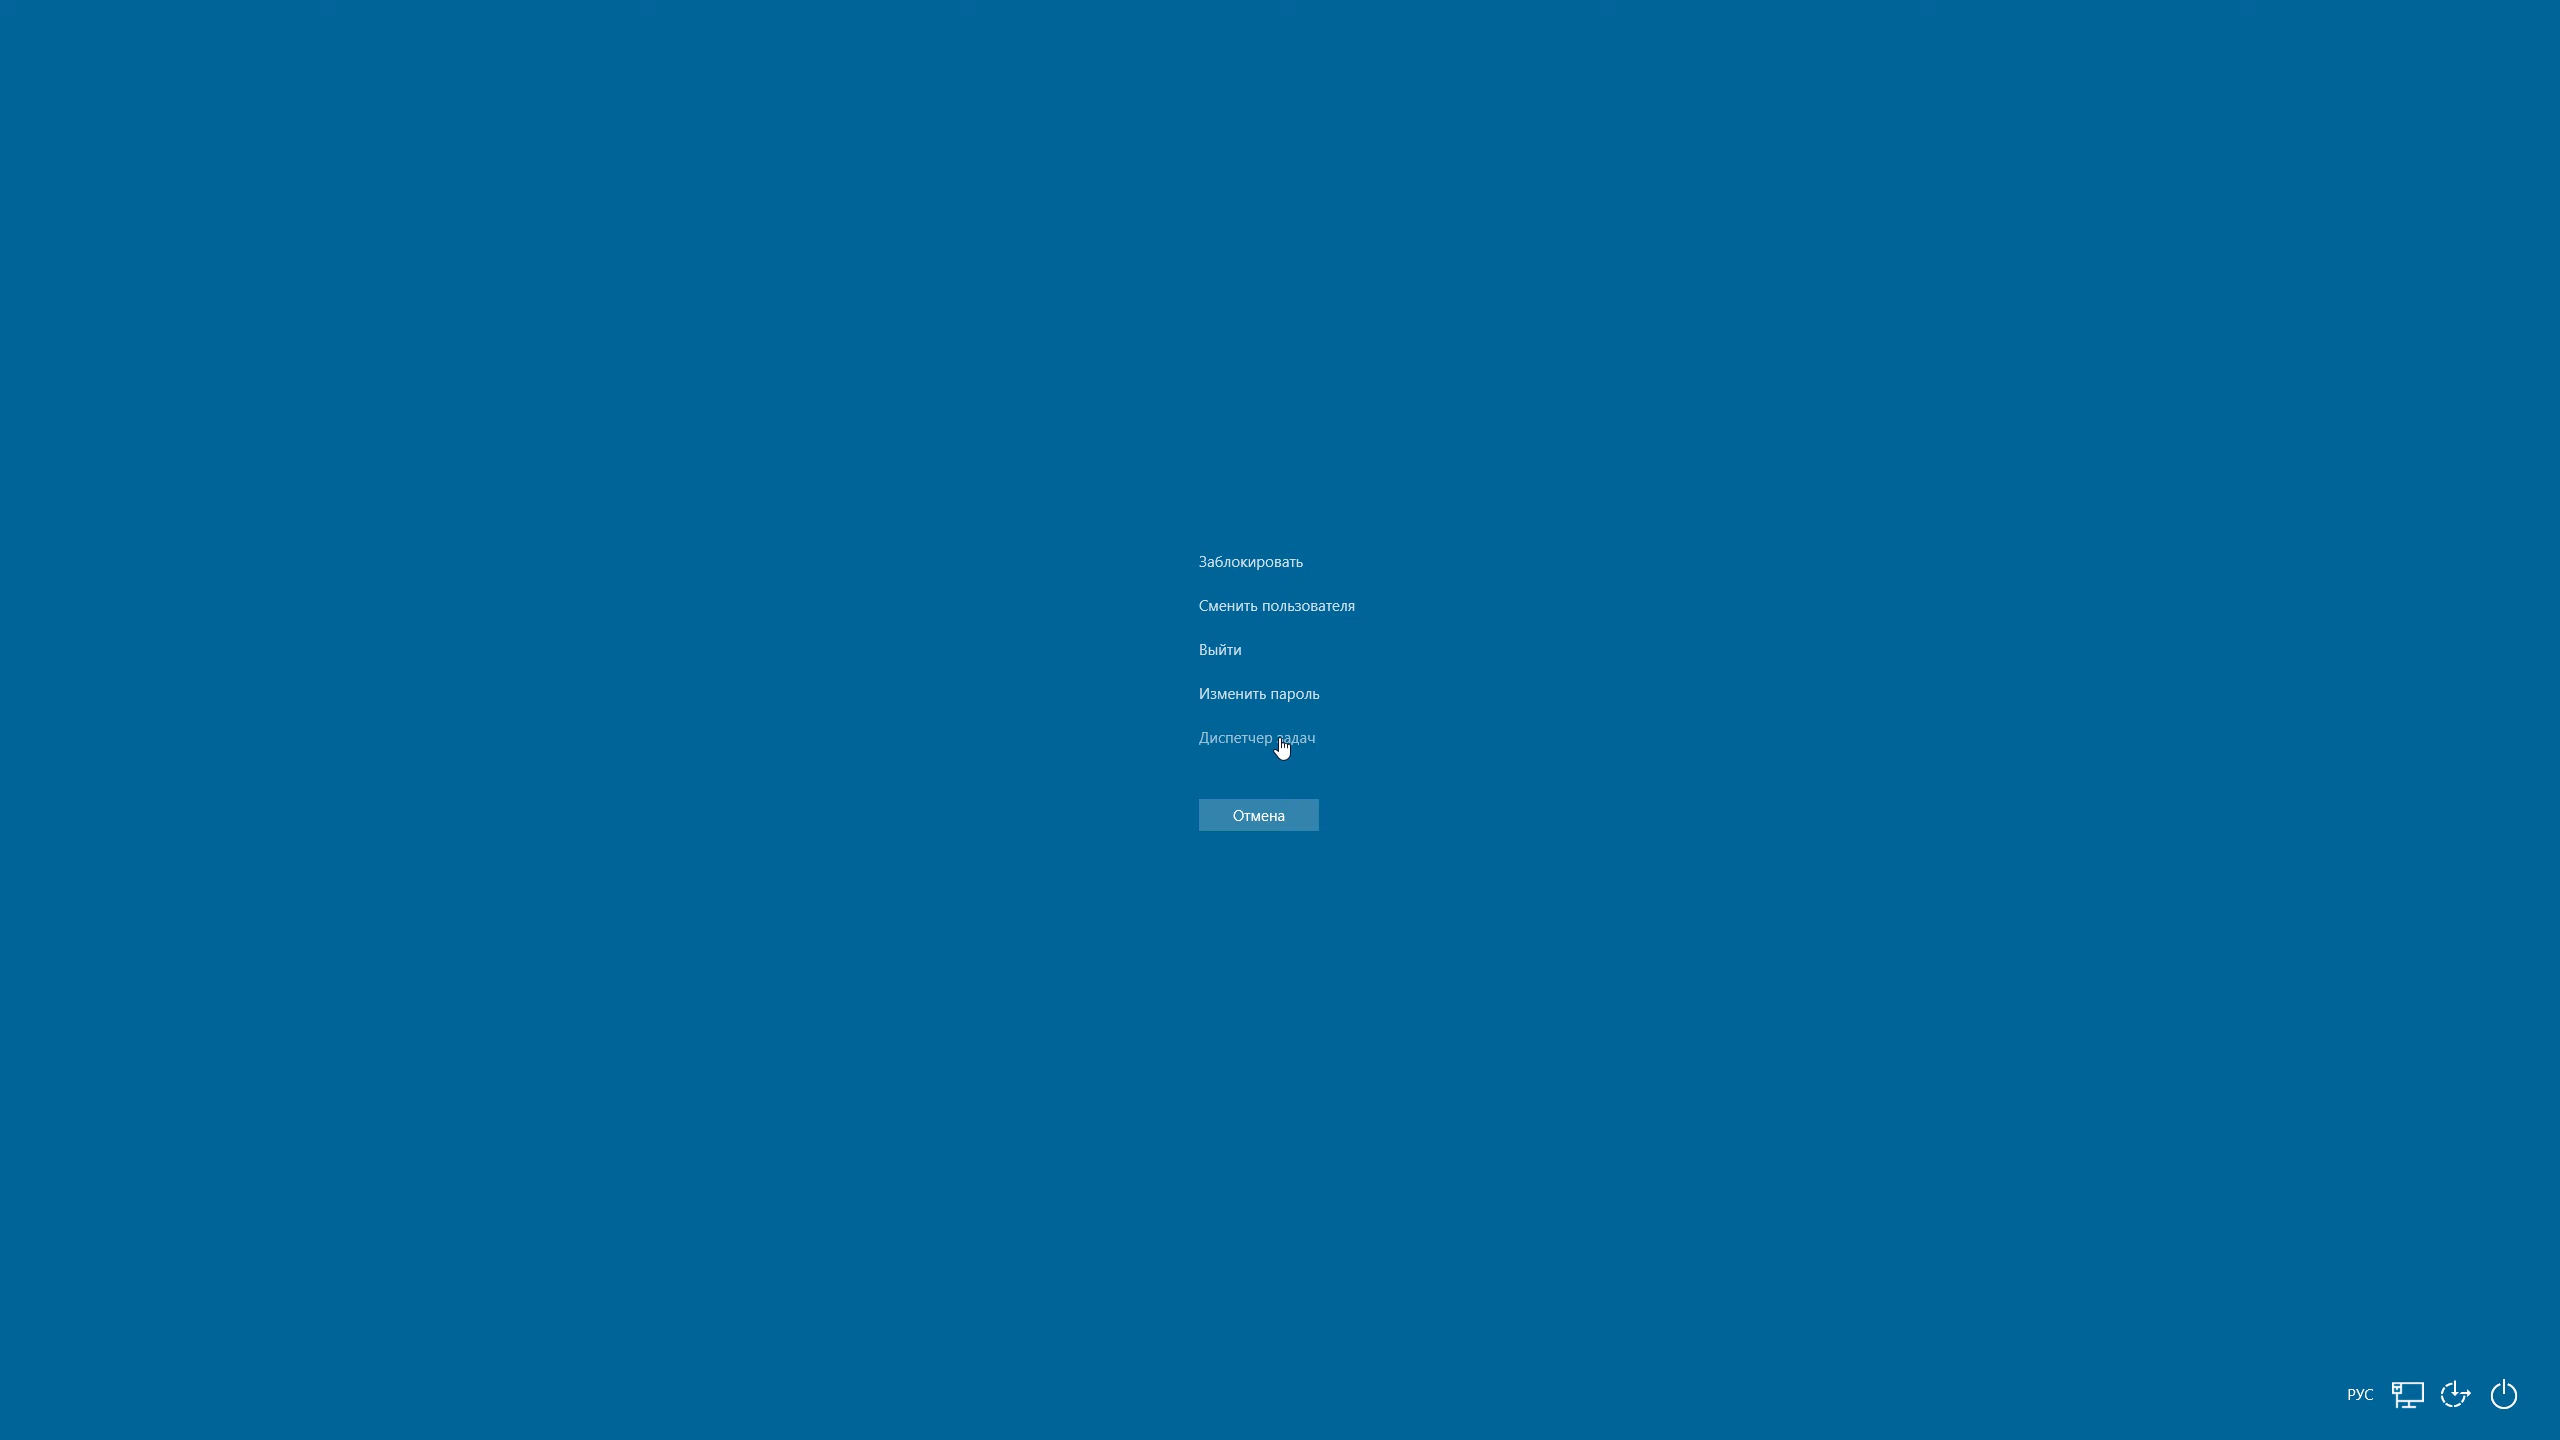 Заблокировать
Сменить пользователя
Выйти
Изменить пароль
Диспетчер задач
Отмена
РУС